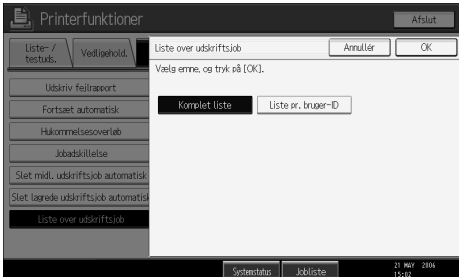 Printerfunktioner
Afslut
Liste- /
testuds.
Vedligehold.
Liste over udskriftsjob
Annullér
OK
Vælg emne, og tryk på [OK].
Komplet liste
Liste pr. bruger-ID
Udskriv fejlrapport
Fortsæt automatisk
Hukommelsesoverløb
Jobadskillelse
Slet midl. udskriftsjob automatisk
Slet lagrede udskriftsjob automatisk
Liste over udskriftsjob
Systemstatus
Jobliste
21 MAY 2006
15:02